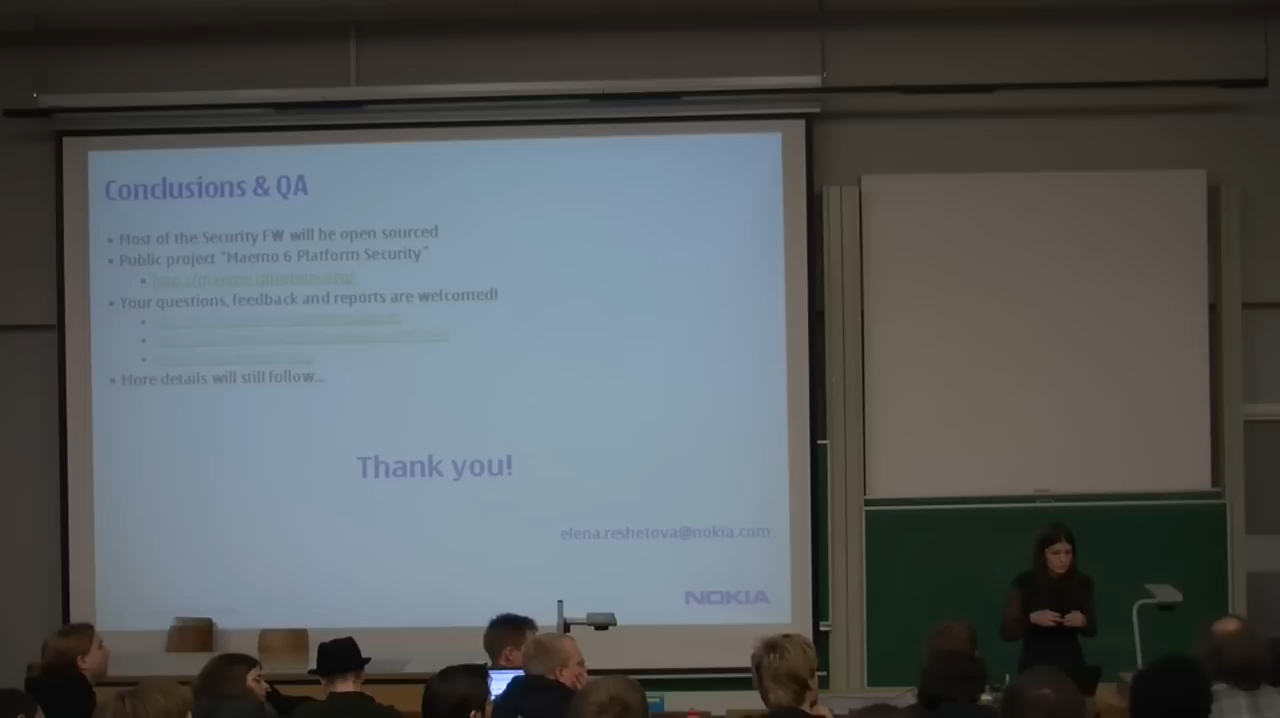 Conclusions & QA
▪ Most of the Security FW will be open sourced
▪ Public project "Maemo 6 Platform Security"
▪ Your questions, feedback and reports are welcomed!
▪ More details will still follow...
Thank you!
elena.reshetova@nokia.com
NOKIA